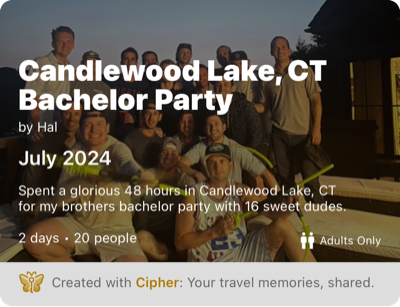 Candlewood Lake, CT
Bachelor Party
by Hal
July 2024
Spent a glorious 48 hours in Candlewood Lake, CT
for my brothers bachelor party with 16 sweet dudes.
2 days • 20 people
Adults Only
Created with Cipher: Your travel memories, shared.